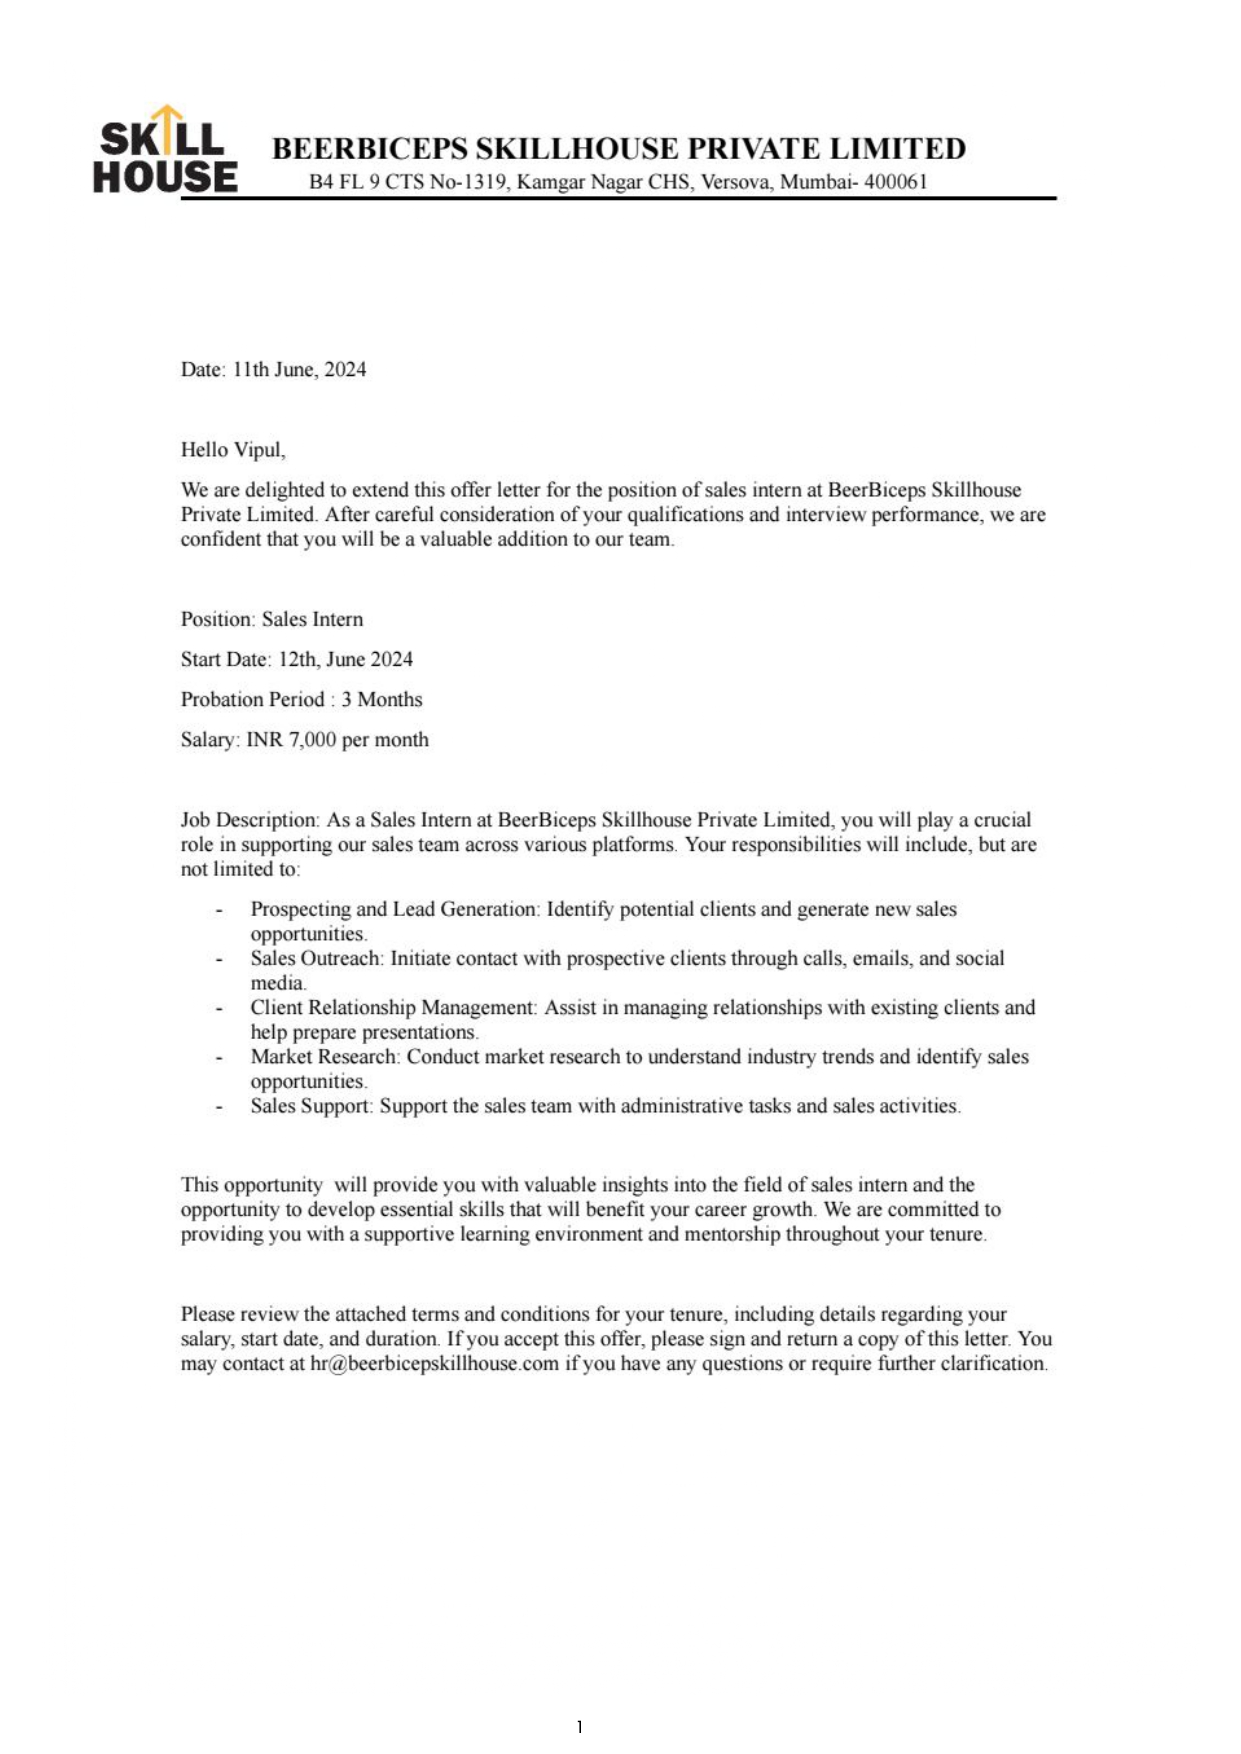 SKILL
HOUSE
BEERBICEPS SKILLHOUSE PRIVATE LIMITED
B4 FL 9 CTS No-1319, Kamgar Nagar CHS, Versova, Mumbai- 400061
Date: 11th June, 2024
Hello Vipul,
We are delighted to extend this offer letter for the position of sales intern at BeerBiceps Skillhouse
Private Limited. After careful consideration of your qualifications and interview performance, we are
confident that you will be a valuable addition to our team.
Position: Sales Intern
Start Date: 12th, June 2024
Probation Period : 3 Months
Salary: INR 7,000 per month
Job Description: As a Sales Intern at BeerBiceps Skillhouse Private Limited, you will play a crucial
role in supporting our sales team across various platforms. Your responsibilities will include, but are
not limited to:
- Prospecting and Lead Generation: Identify potential clients and generate new sales
opportunities.
- Sales Outreach: Initiate contact with prospective clients through calls, emails, and social
media.
- Client Relationship Management: Assist in managing relationships with existing clients and
help prepare presentations.
- Market Research: Conduct market research to understand industry trends and identify sales
opportunities.
- Sales Support: Support the sales team with administrative tasks and sales activities.
This opportunity  will provide you with valuable insights into the field of sales intern and the
opportunity to develop essential skills that will benefit your career growth. We are committed to
providing you with a supportive learning environment and mentorship throughout your tenure.
Please review the attached terms and conditions for your tenure, including details regarding your
salary, start date, and duration. If you accept this offer, please sign and return a copy of this letter. You
may contact at hr@beerbicepskillhouse.com if you have any questions or require further clarification.
1